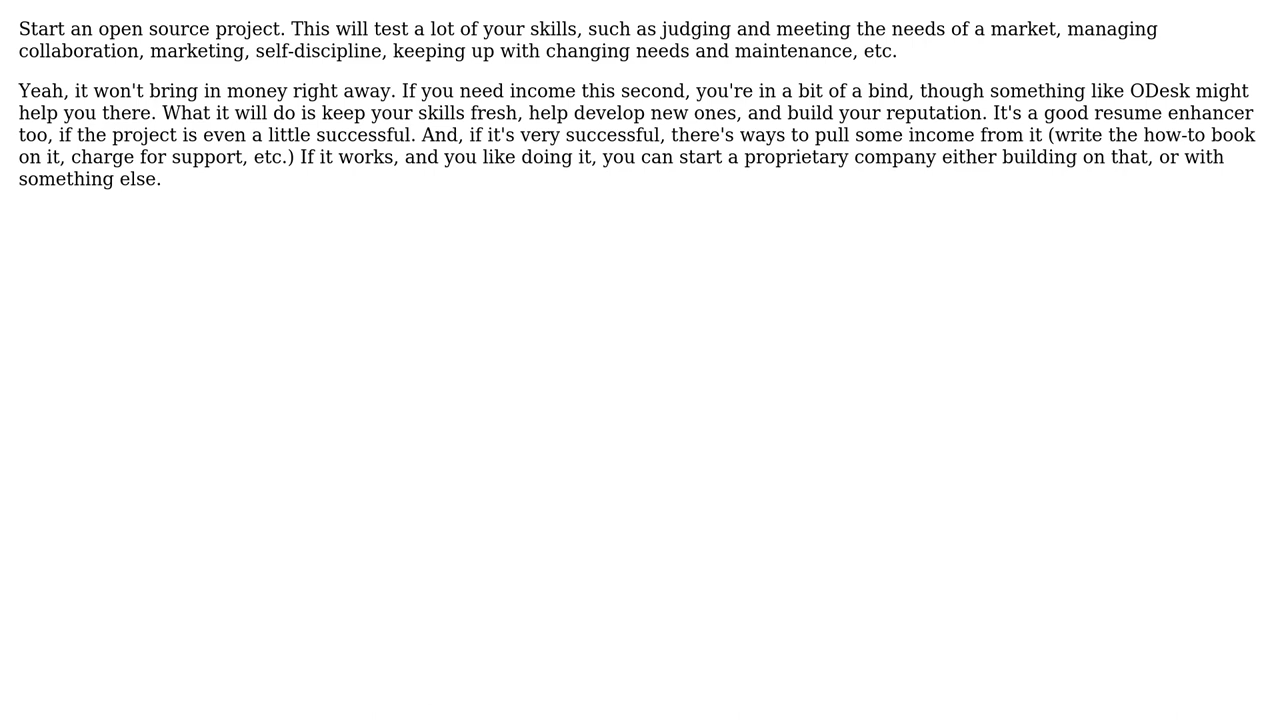 Start an open source project. This will test a lot of your skills, such as judging and meeting the needs of a market, managing
collaboration, marketing, self-discipline, keeping up with changing needs and maintenance, etc.
Yeah, it won't bring in money right away. If you need income this second, you're in a bit of a bind, though something like ODesk might
help you there. What it will do is keep your skills fresh, help develop new ones, and build your reputation. It's a good resume enhancer
too, if the project is even a little successful. And, if it's very successful, there's ways to pull some income from it (write the how-to book
on it, charge for support, etc.) If it works, and you like doing it, you can start a proprietary company either building on that, or with
something else.